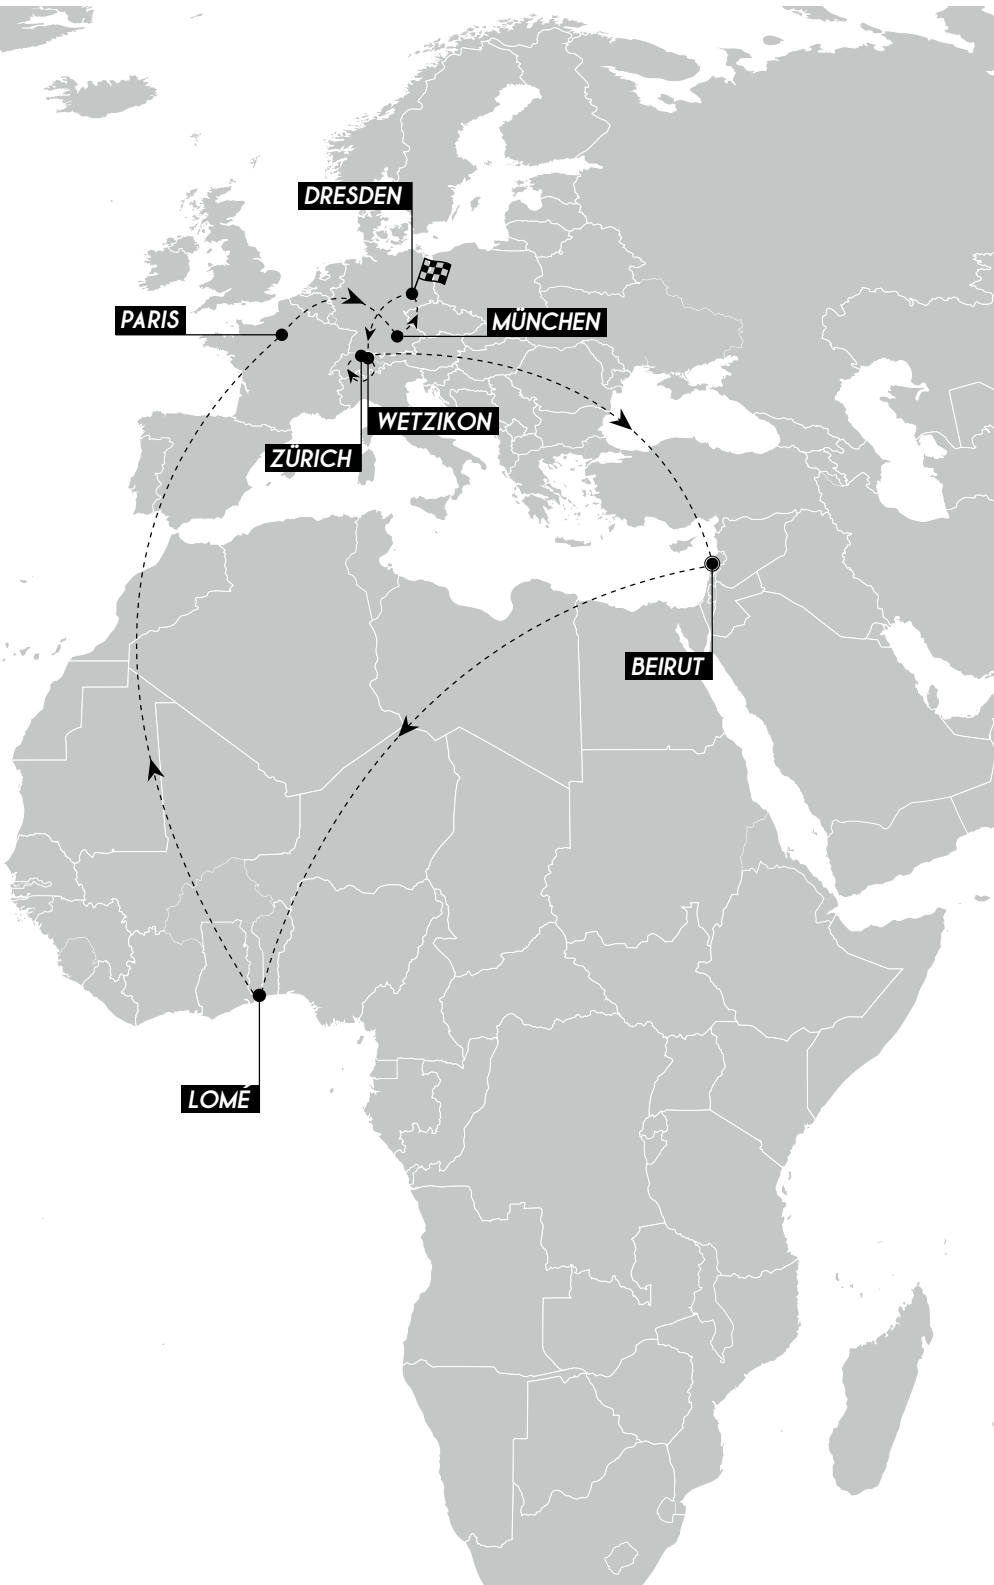 DRESDEN
PARIS
MÜNCHEN
WETZIKON
ZÜRICH
BEIRUT
LOMÉ